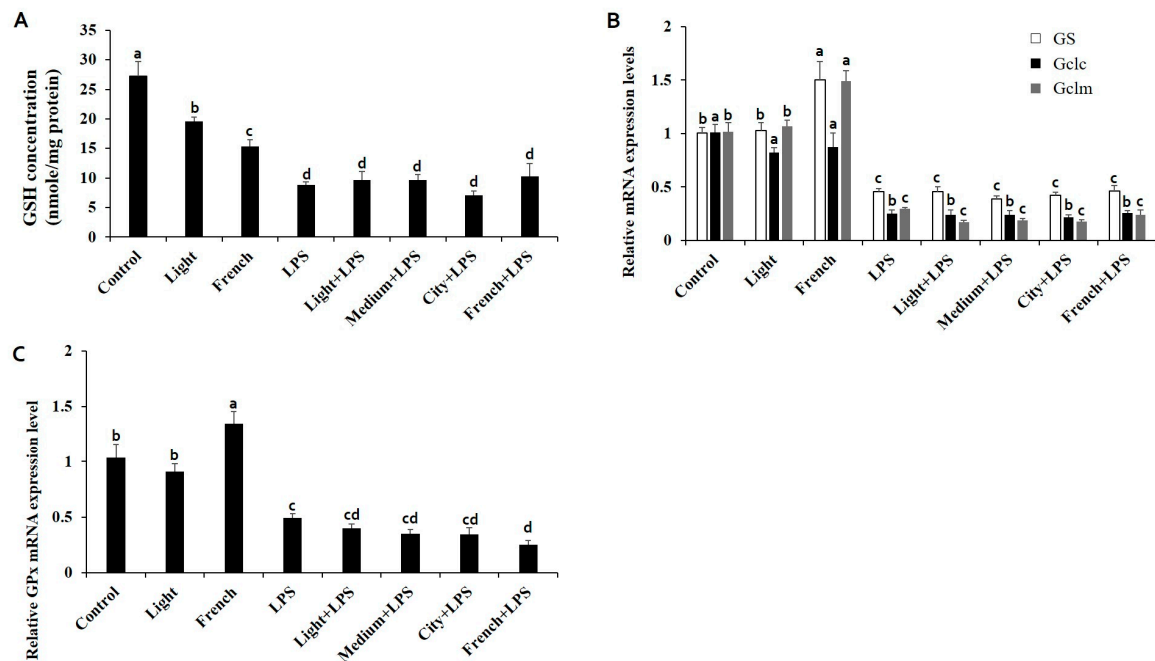 A
GSH concentration
(nmole/mg protein)
35
30
25
20
15
10
5
0
a
b
c
d
d
d
d
d
Control
Light
French
LPS
Light+LPS
Medium+LPS
City+LPS
French+LPS
B
Relative mRNA expression levels
2
1.5
1
0.5
0
GS
Gclc
Gclm
b a b
b a b
a a a
c b c
c b c
c b c
c b c
c b c
Control
Light
French
LPS
Light+LPS
Medium+LPS
City+LPS
French+LPS
C
Relative GPx mRNA expression level
2
1.5
1
0.5
0
b
b
a
c
cd
cd
cd
d
Control
Light
French
LPS
Light+LPS
Medium+LPS
City+LPS
French+LPS